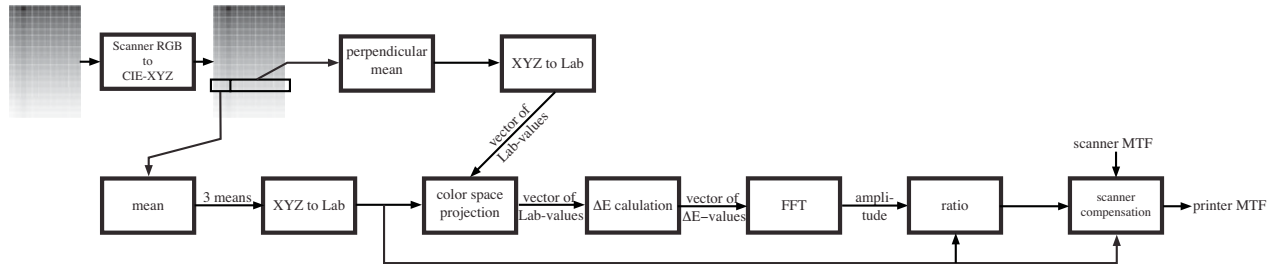 Scanner RGB
to
CIE-XYZ
perpendicular
mean
XYZ to Lab
vector of
Lab-values
scanner MTF
mean
3 means
XYZ to Lab
color space
projection
vector of
Lab-values
ΔE calulation
vector of
ΔE-values
FFT
ampli-
tude
ratio
scanner
compensation
printer MTF